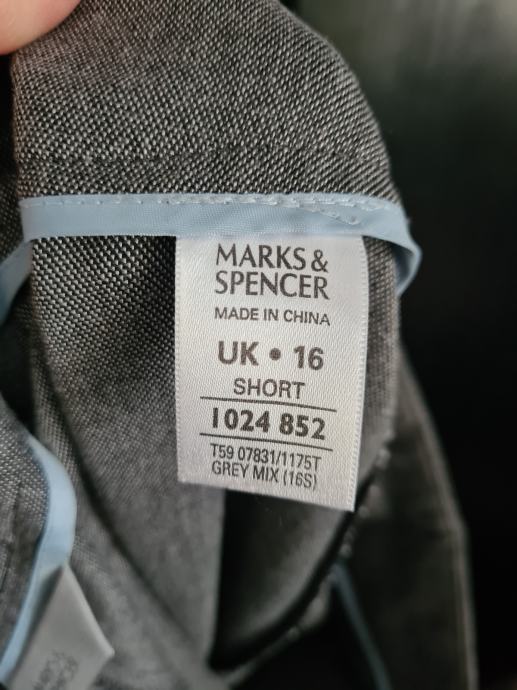 MARKS &
SPENCER
MADE IN CHINA
UK • 16
SHORT
1024 852
T59 07831/1175T
GREY MIX (16S)